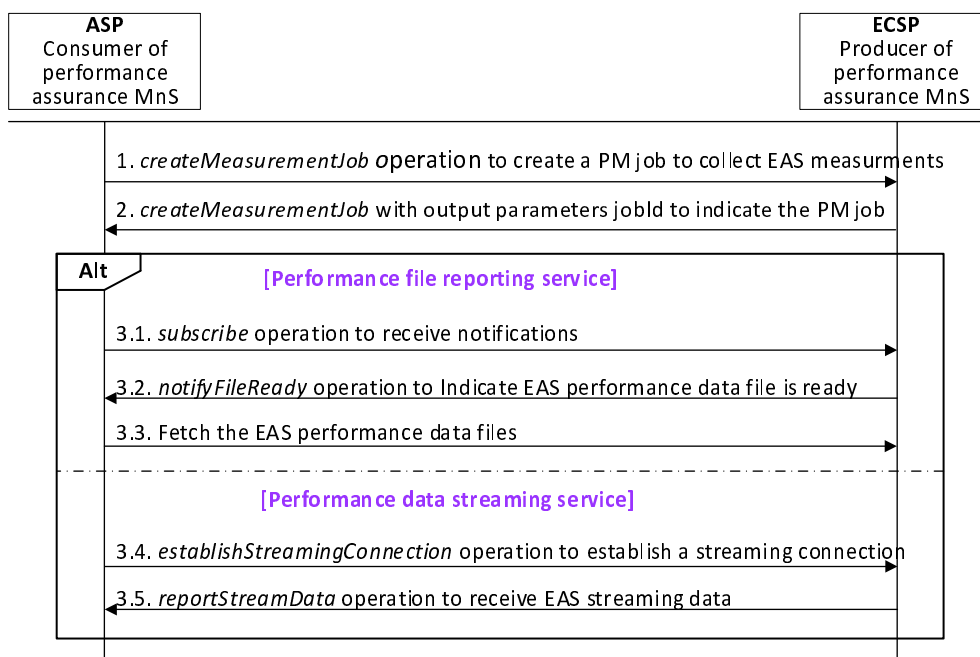 ASP
Consumer of
performance
assurance MnS
ECSP
Producer of
performance
assurance MnS
1. createMeasurementJob operation to create a PM job to collect EAS measurments
2. createMeasurementJob with output parameters jobId to indicate the PM job
Alt
[Performance file reporting service]
3.1. subscribe operation to receive notifications
3.2. notifyFileReady operation to Indicate EAS performance data file is ready
3.3. Fetch the EAS performance data files
[Performance data streaming service]
3.4. establishStreamingConnection operation to establish a streaming connection
3.5. reportStreamData operation to receive EAS streaming data